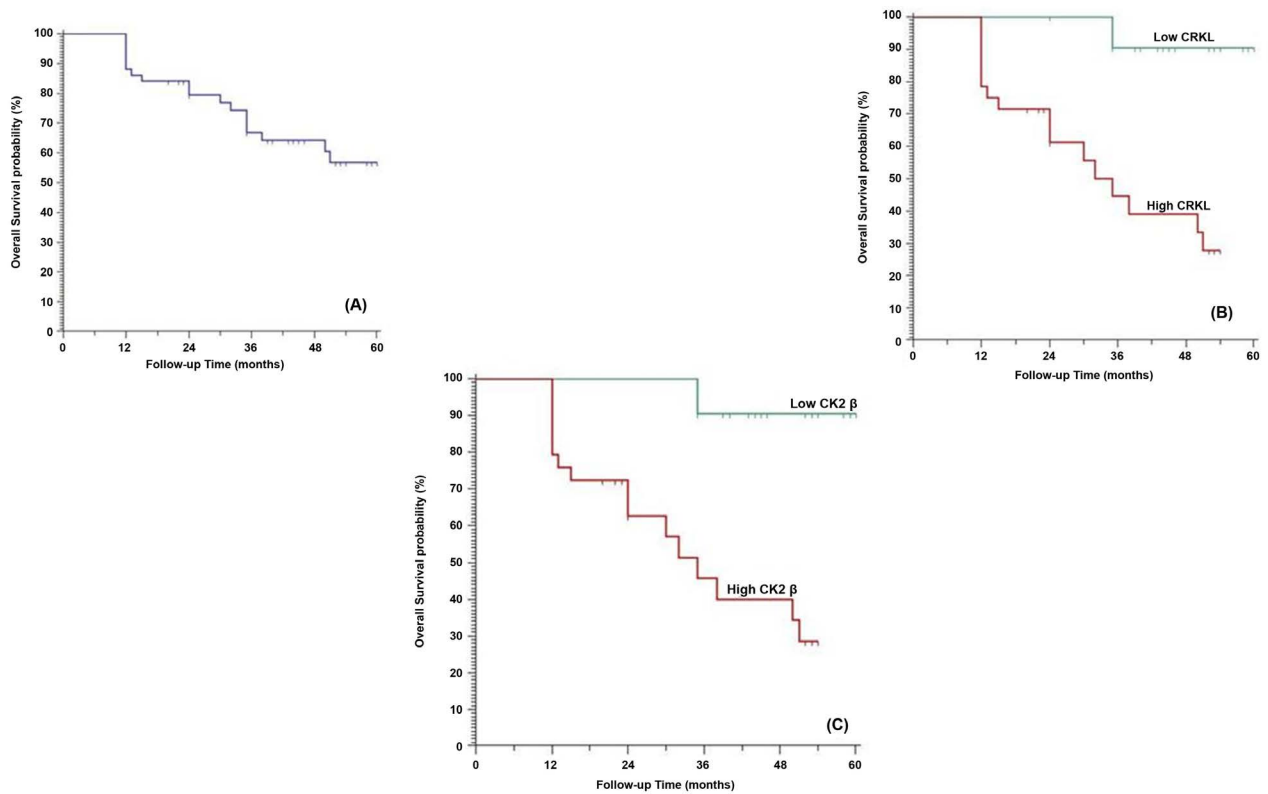 100
90
80
70
60
50
40
30
20
10
0
Overall Survival probability (%)
(A)
0 12 24 36 48 60
Follow-up Time (months)
100
90
80
70
60
50
40
30
20
10
0
Overall Survival probability (%)
Low CRKL
High CRKL
(B)
0 12 24 36 48 60
Follow-up Time (months)
100
90
80
70
60
50
40
30
20
10
0
Overall Survival probability (%)
Low CK2 β
High CK2 β
(C)
0 12 24 36 48 60
Follow-up Time (months)